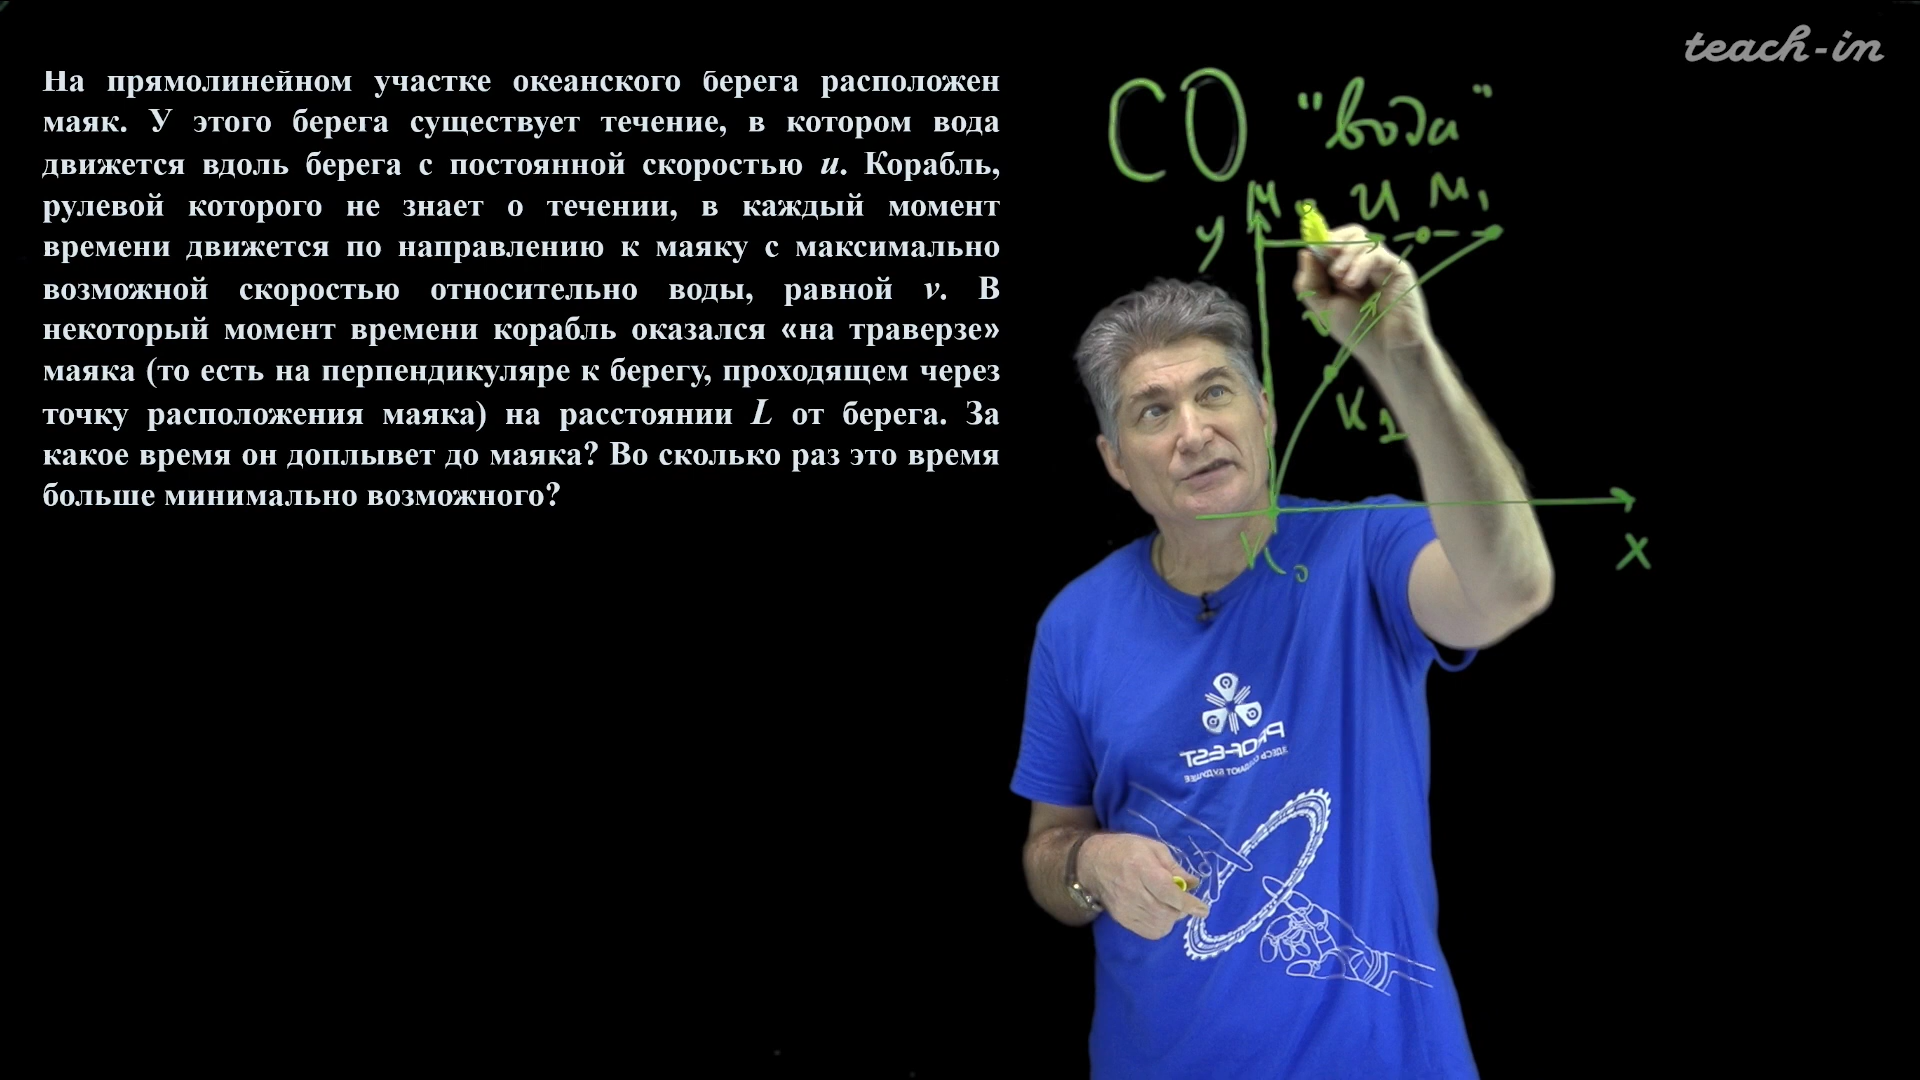 teach-in
На прямолинейном участке океанского берега расположен
маяк. У этого берега существует течение, в котором вода
движется вдоль берега с постоянной скоростью u. Корабль,
рулевой которого не знает о течении, в каждый момент
времени движется по направлению к маяку с максимально
возможной скоростью относительно воды, равной v. В
некоторый момент времени корабль оказался «на траверзе»
маяка (то есть на перпендикуляре к берегу, проходящем через
точку расположения маяка) на расстоянии L от берега. За
какое время он доплывет до маяка? Во сколько раз это время
больше минимально возможного?
СО "вода"
y M u M₁
v
K₁
K₀
x
PROFEST